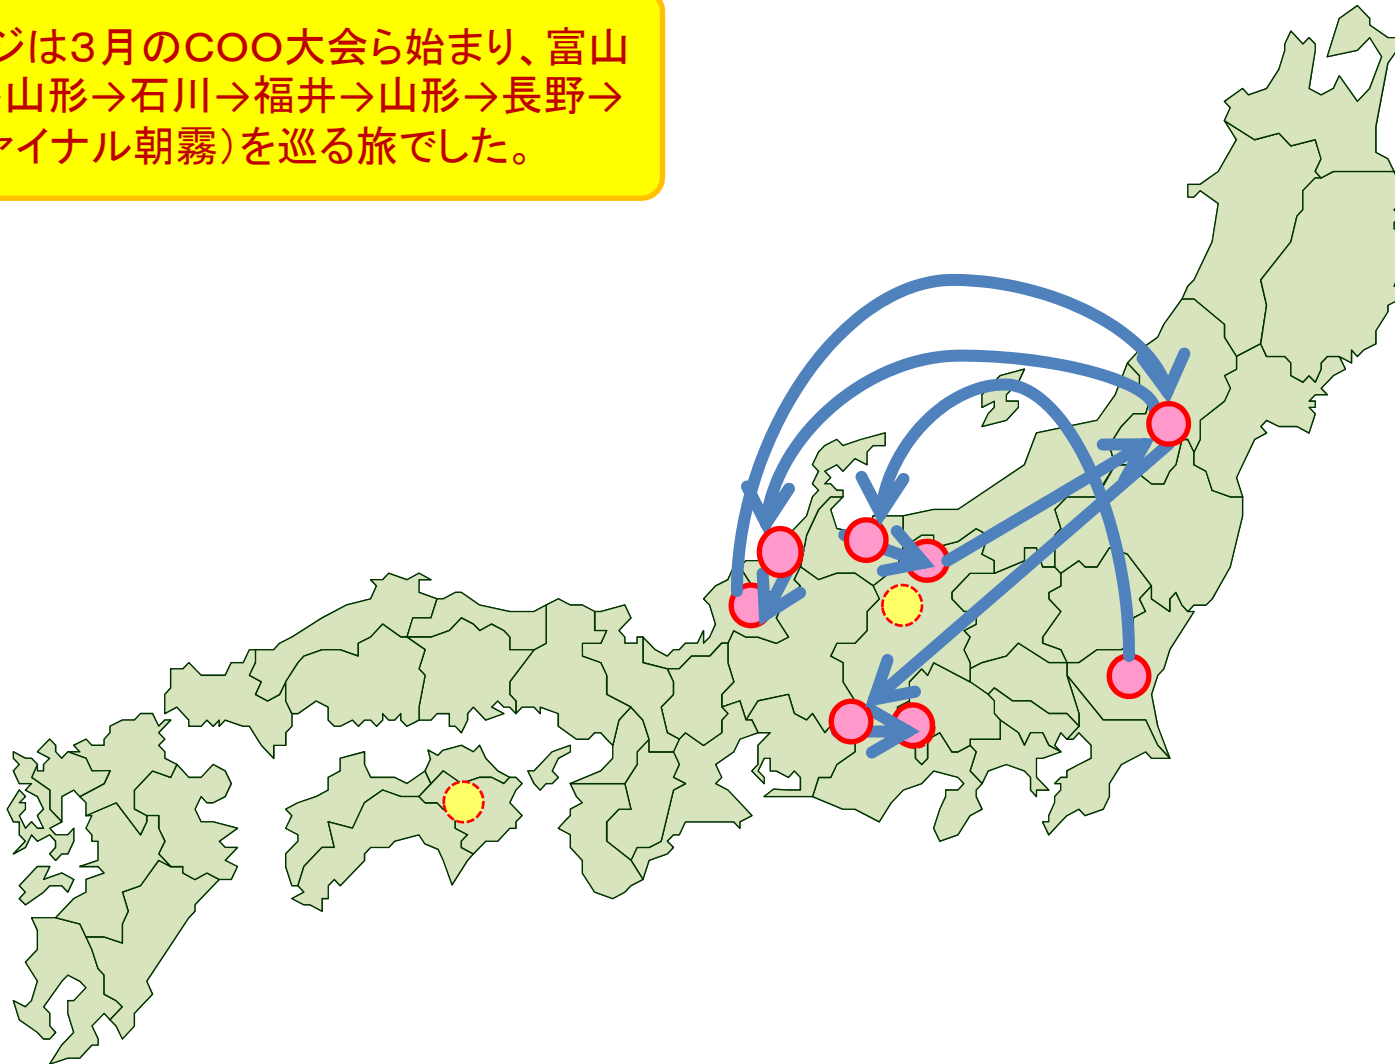 ジは３月のＣＯＯ大会ら始まり、富山
山形→石川→福井→山形→長野→
ァイナル朝霧）を巡る旅でした。